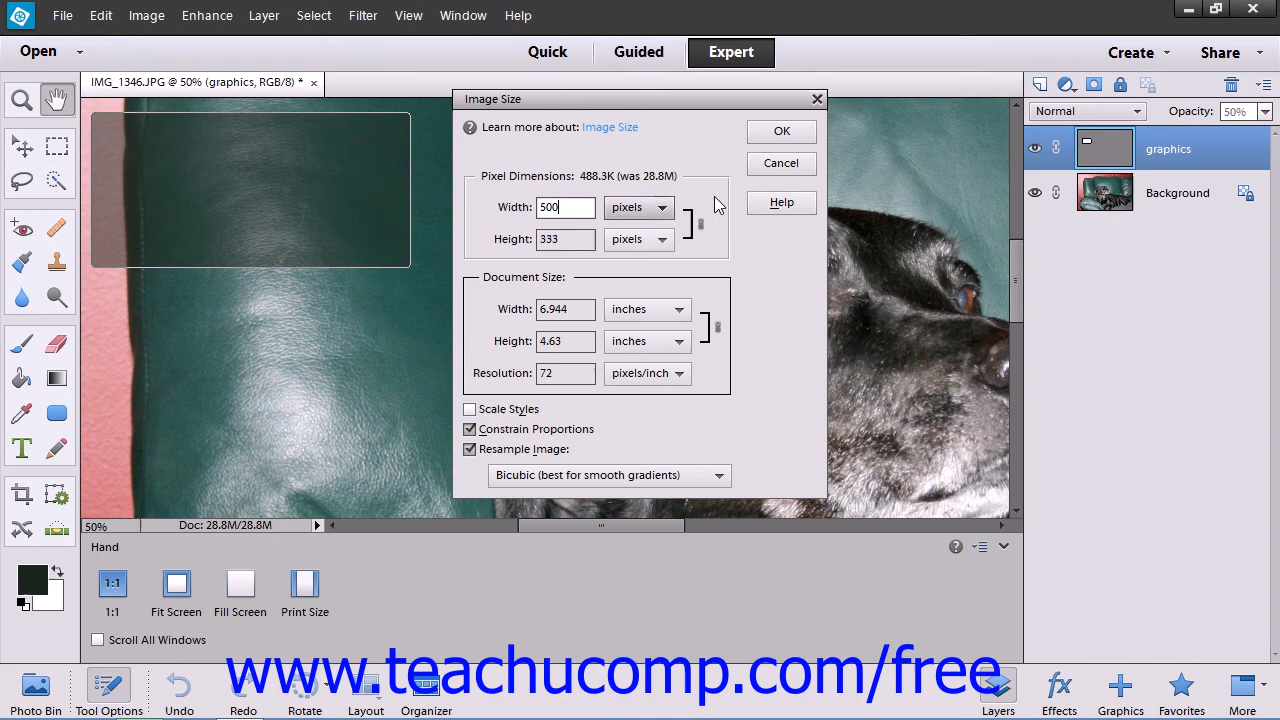 File Edit Image Enhance Layer Select Filter View Window Help
Open Quick Guided Expert Create Share
IMG_1346.JPG @ 50% (graphics, RGB/8) * ×
Normal Opacity: 50%
graphics
Background
Image Size
Learn more about: Image Size
OK
Cancel
Help
Pixel Dimensions: 488.3K (was 28.8M)
Width: 500 pixels
Height: 333 pixels
Document Size:
Width: 6.944 inches
Height: 4.63 inches
Resolution: 72 pixels/inch
Scale Styles
Constrain Proportions
Resample Image:
Bicubic (best for smooth gradients)
50% Doc: 28.8M/28.8M
Hand
1:1
1:1 Fit Screen Fill Screen Print Size
Scroll All Windows
www.teachucomp.com/free
Photo Bin Tool Options Undo Redo Rotate Layout Organizer Layers Effects Graphics Favorites More